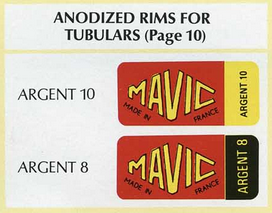 ANODIZED RIMS FOR
TUBULARS (Page 10)
ARGENT 10
MAVIC
MADE IN FRANCE
ARGENT 10
ARGENT 8
MAVIC
MADE IN FRANCE
ARGENT 8